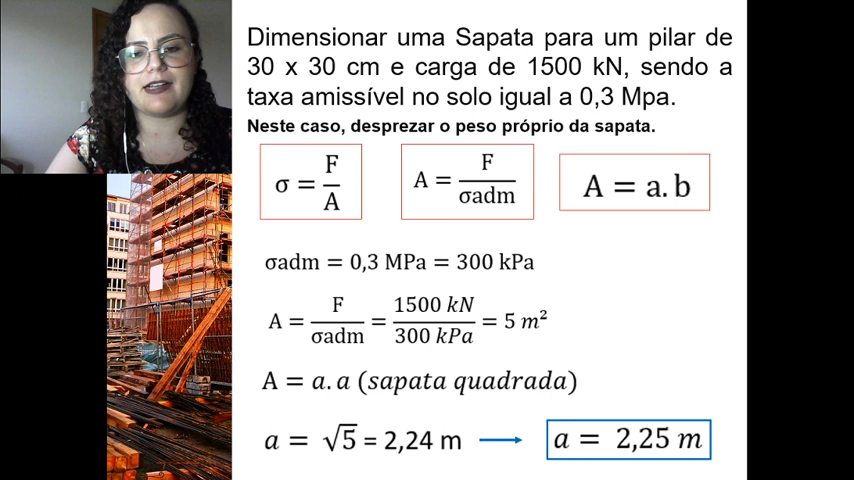 Dimensionar uma Sapata para um pilar de
30 x 30 cm e carga de 1500 kN, sendo a
taxa amissível no solo igual a 0,3 Mpa.
Neste caso, desprezar o peso próprio da sapata.
σ = F/A
A = F/σadm
A = a.b
σadm = 0,3 MPa = 300 kPa
A = F/σadm = 1500 kN/300 kPa = 5 m²
A = a.a (sapata quadrada)
a = √5 = 2,24 m → a = 2,25 m